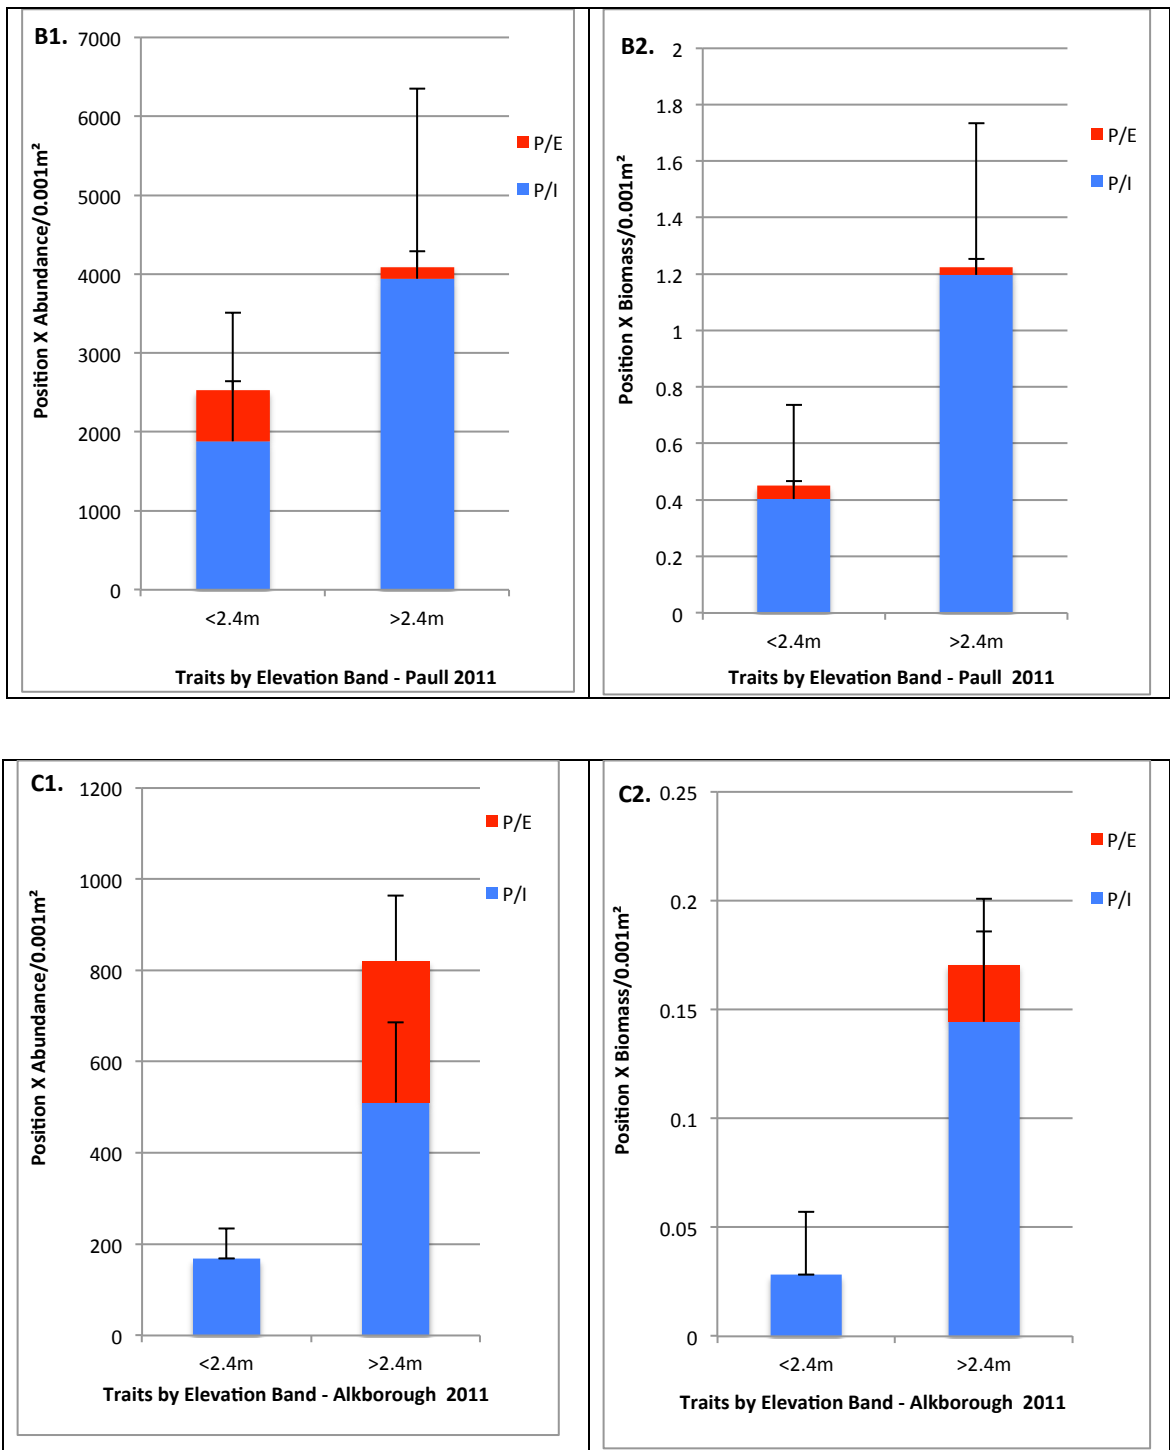 B1.
7000
6000
5000
4000
3000
2000
1000
0
Position X Abundance/0.001m²
P/E
P/I
<2.4m >2.4m
Traits by Elevation Band - Paull 2011
B2.
2
1.8
1.6
1.4
1.2
1
0.8
0.6
0.4
0.2
0
Position X Biomass/0.001m²
P/E
P/I
<2.4m >2.4m
Traits by Elevation Band - Paull 2011
C1.
1200
1000
800
600
400
200
0
Position X Abundance/0.001m²
P/E
P/I
<2.4m >2.4m
Traits by Elevation Band - Alkborough 2011
C2.
0.25
0.2
0.15
0.1
0.05
0
Position X Biomass/0.001m²
P/E
P/I
<2.4m >2.4m
Traits by Elevation Band - Alkborough 2011